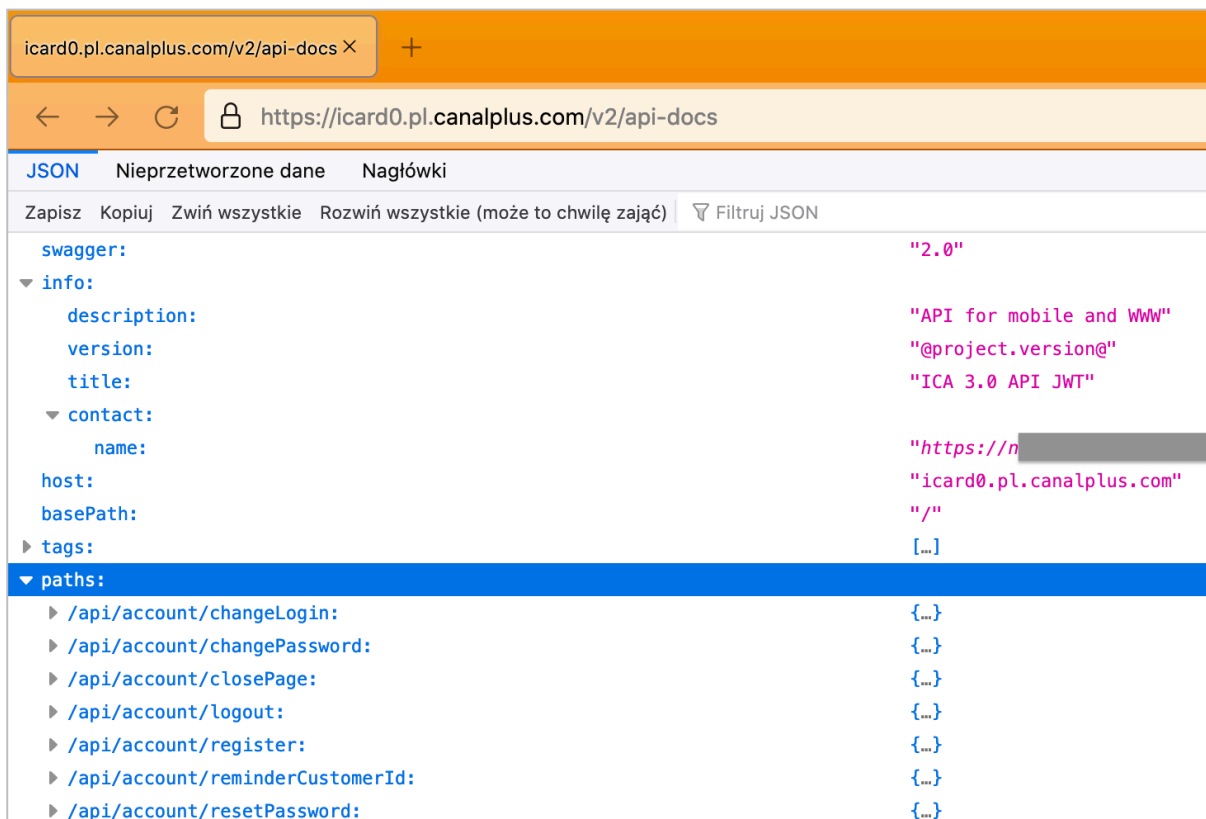 icard0.pl.canalplus.com/v2/api-docs
https://icard0.pl.canalplus.com/v2/api-docs
JSON Nieprzetworzone dane Nagłówki
Zapisz Kopiuj Zwiń wszystkie Rozwiń wszystkie (może to chwilę zająć) Filtruj JSON
swagger: "2.0"
info:
description: "API for mobile and WWW"
version: "@project.version@"
title: "ICA 3.0 API JWT"
contact:
name: "https://n
host: "icard0.pl.canalplus.com"
basePath: "/"
tags: […]
paths:
/api/account/changeLogin: {…}
/api/account/changePassword: {…}
/api/account/closePage: {…}
/api/account/logout: {…}
/api/account/register: {…}
/api/account/reminderCustomerId: {…}
/api/account/resetPassword: {…}